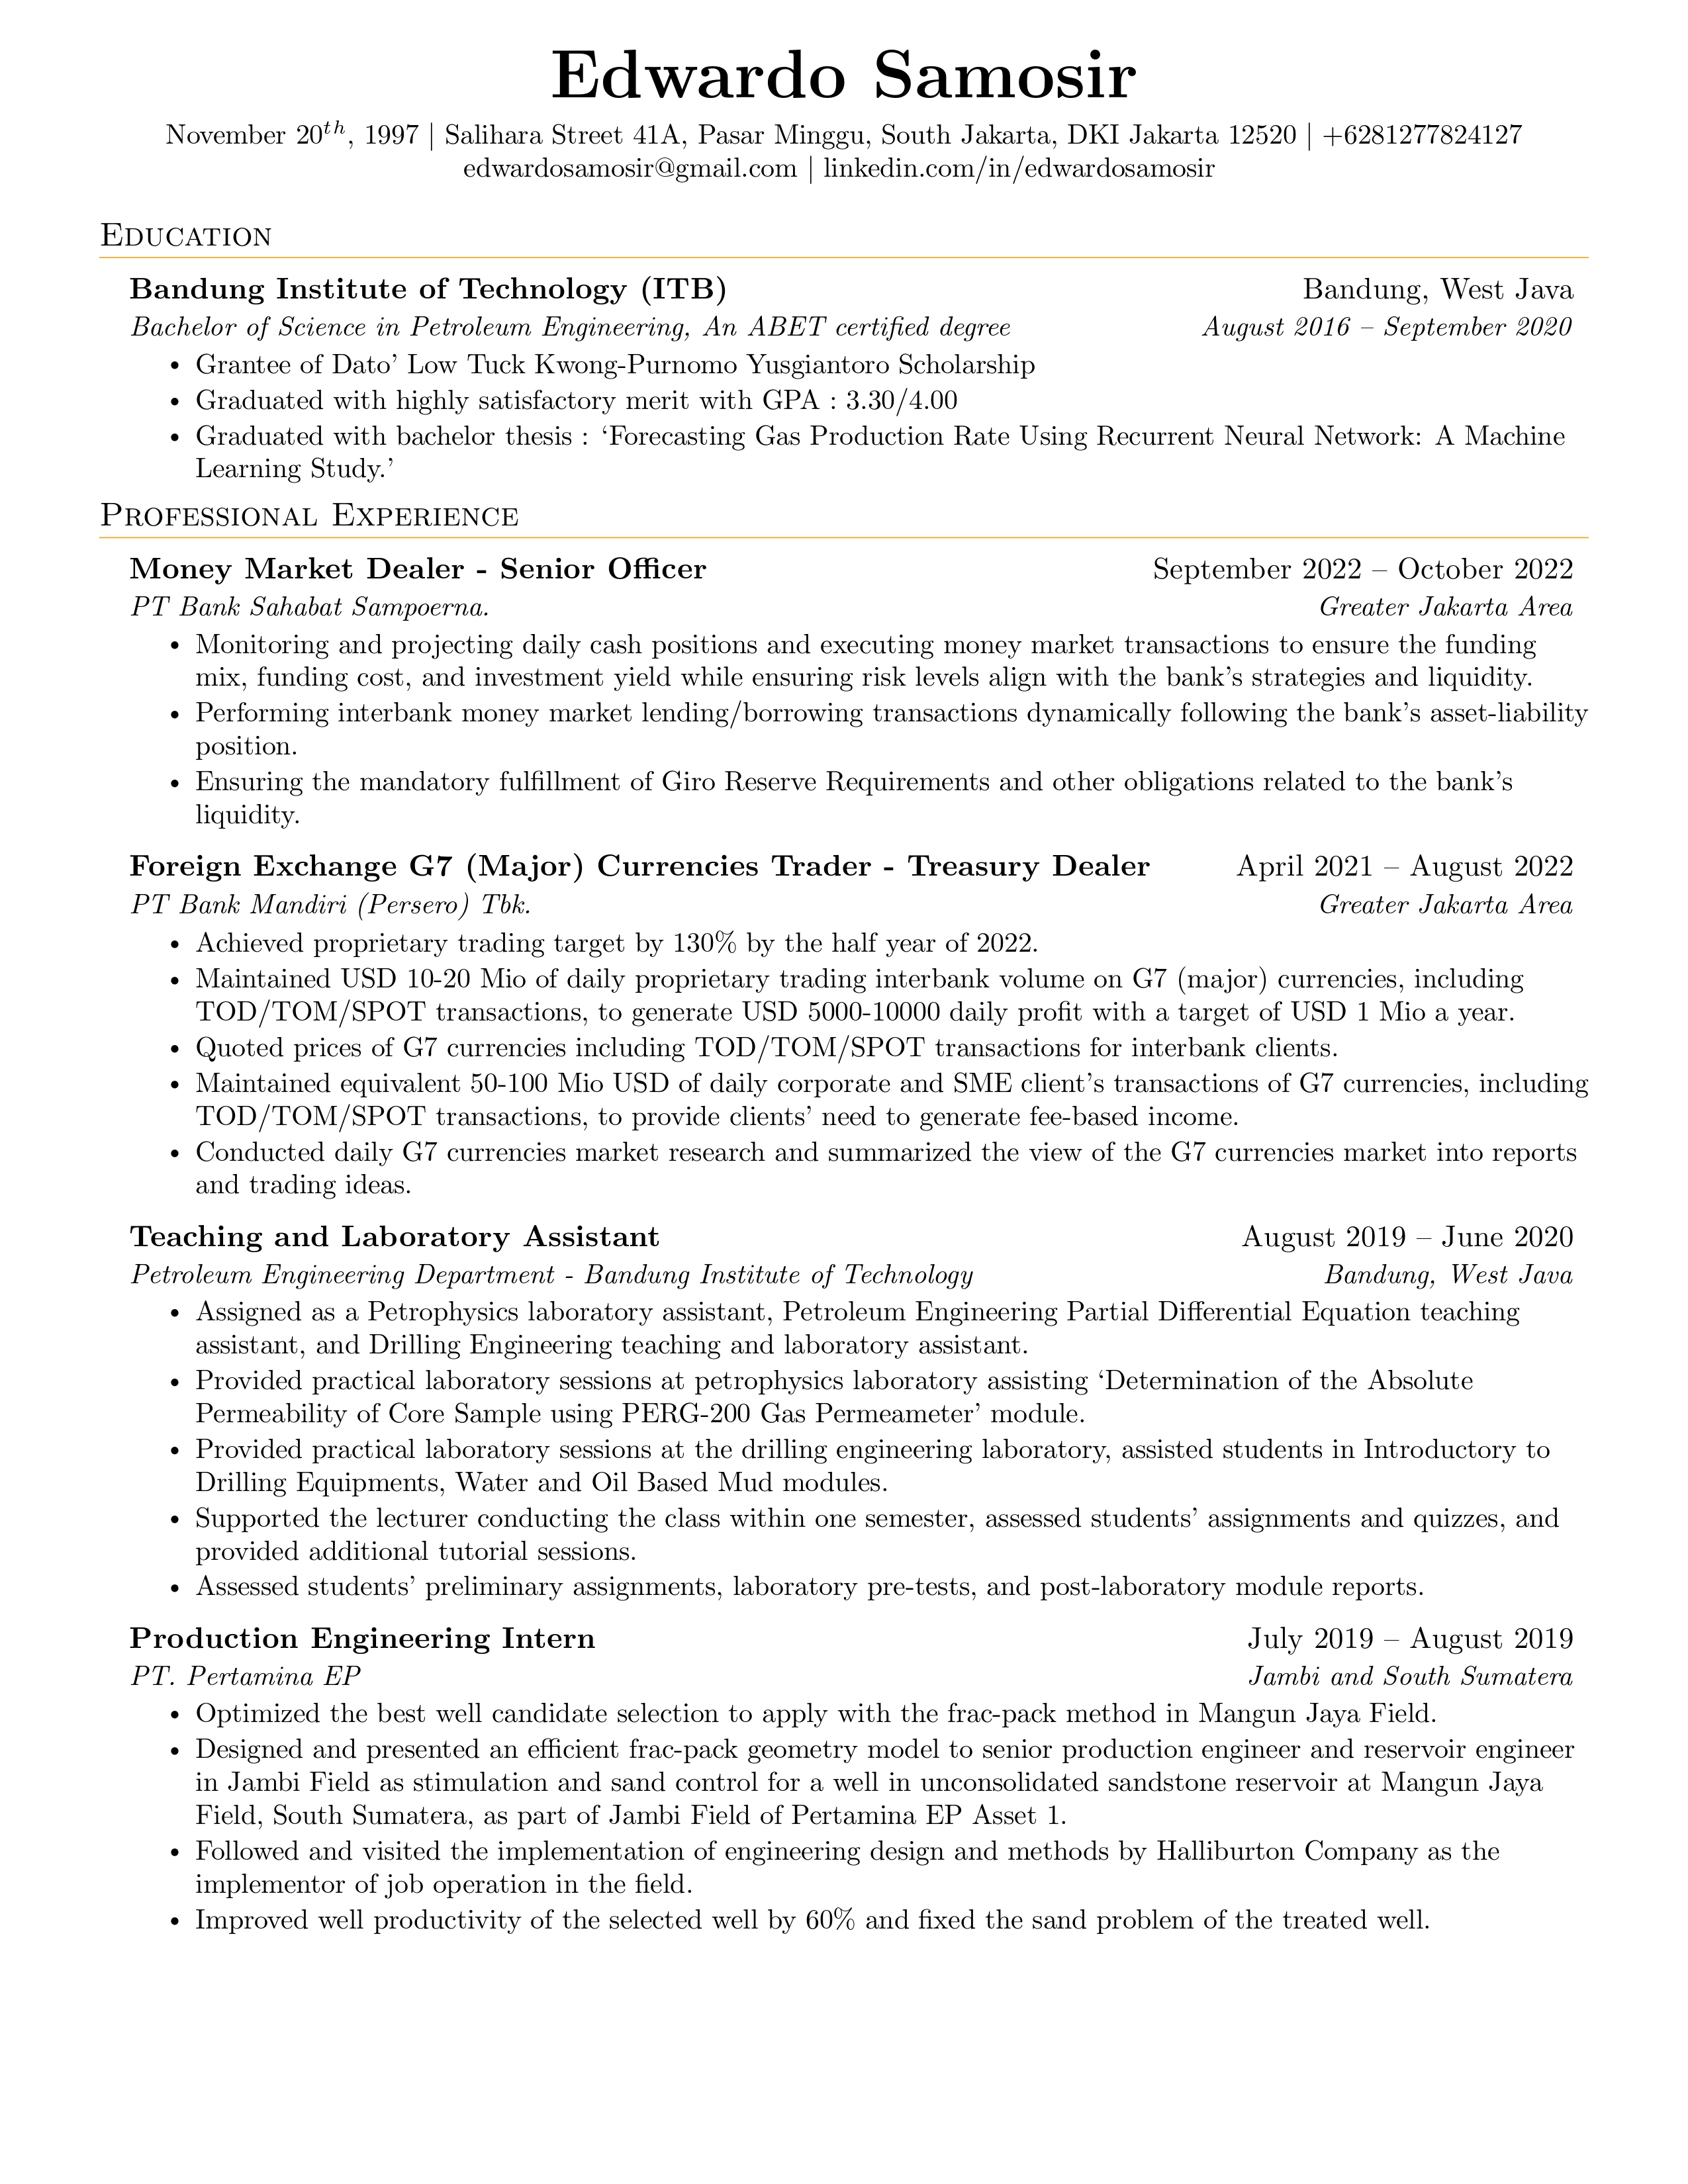 Edwardo Samosir
November 20th, 1997 | Salihara Street 41A, Pasar Minggu, South Jakarta, DKI Jakarta 12520 | +6281277824127
edwardosamosir@gmail.com | linkedin.com/in/edwardosamosir
Education
Bandung Institute of Technology (ITB) Bandung, West Java
Bachelor of Science in Petroleum Engineering, An ABET certified degree August 2016 – September 2020
• Grantee of Dato’ Low Tuck Kwong-Purnomo Yusgiantoro Scholarship
• Graduated with highly satisfactory merit with GPA : 3.30/4.00
• Graduated with bachelor thesis : ‘Forecasting Gas Production Rate Using Recurrent Neural Network: A Machine
Learning Study.’
Professional Experience
Money Market Dealer - Senior Officer September 2022 – October 2022
PT Bank Sahabat Sampoerna. Greater Jakarta Area
• Monitoring and projecting daily cash positions and executing money market transactions to ensure the funding
mix, funding cost, and investment yield while ensuring risk levels align with the bank’s strategies and liquidity.
• Performing interbank money market lending/borrowing transactions dynamically following the bank’s asset-liability
position.
• Ensuring the mandatory fulfillment of Giro Reserve Requirements and other obligations related to the bank’s
liquidity.
Foreign Exchange G7 (Major) Currencies Trader - Treasury Dealer April 2021 – August 2022
PT Bank Mandiri (Persero) Tbk. Greater Jakarta Area
• Achieved proprietary trading target by 130% by the half year of 2022.
• Maintained USD 10-20 Mio of daily proprietary trading interbank volume on G7 (major) currencies, including
TOD/TOM/SPOT transactions, to generate USD 5000-10000 daily profit with a target of USD 1 Mio a year.
• Quoted prices of G7 currencies including TOD/TOM/SPOT transactions for interbank clients.
• Maintained equivalent 50-100 Mio USD of daily corporate and SME client’s transactions of G7 currencies, including
TOD/TOM/SPOT transactions, to provide clients’ need to generate fee-based income.
• Conducted daily G7 currencies market research and summarized the view of the G7 currencies market into reports
and trading ideas.
Teaching and Laboratory Assistant August 2019 – June 2020
Petroleum Engineering Department - Bandung Institute of Technology Bandung, West Java
• Assigned as a Petrophysics laboratory assistant, Petroleum Engineering Partial Differential Equation teaching
assistant, and Drilling Engineering teaching and laboratory assistant.
• Provided practical laboratory sessions at petrophysics laboratory assisting ‘Determination of the Absolute
Permeability of Core Sample using PERG-200 Gas Permeameter’ module.
• Provided practical laboratory sessions at the drilling engineering laboratory, assisted students in Introductory to
Drilling Equipments, Water and Oil Based Mud modules.
• Supported the lecturer conducting the class within one semester, assessed students’ assignments and quizzes, and
provided additional tutorial sessions.
• Assessed students’ preliminary assignments, laboratory pre-tests, and post-laboratory module reports.
Production Engineering Intern July 2019 – August 2019
PT. Pertamina EP Jambi and South Sumatera
• Optimized the best well candidate selection to apply with the frac-pack method in Mangun Jaya Field.
• Designed and presented an efficient frac-pack geometry model to senior production engineer and reservoir engineer
in Jambi Field as stimulation and sand control for a well in unconsolidated sandstone reservoir at Mangun Jaya
Field, South Sumatera, as part of Jambi Field of Pertamina EP Asset 1.
• Followed and visited the implementation of engineering design and methods by Halliburton Company as the
implementor of job operation in the field.
• Improved well productivity of the selected well by 60% and fixed the sand problem of the treated well.